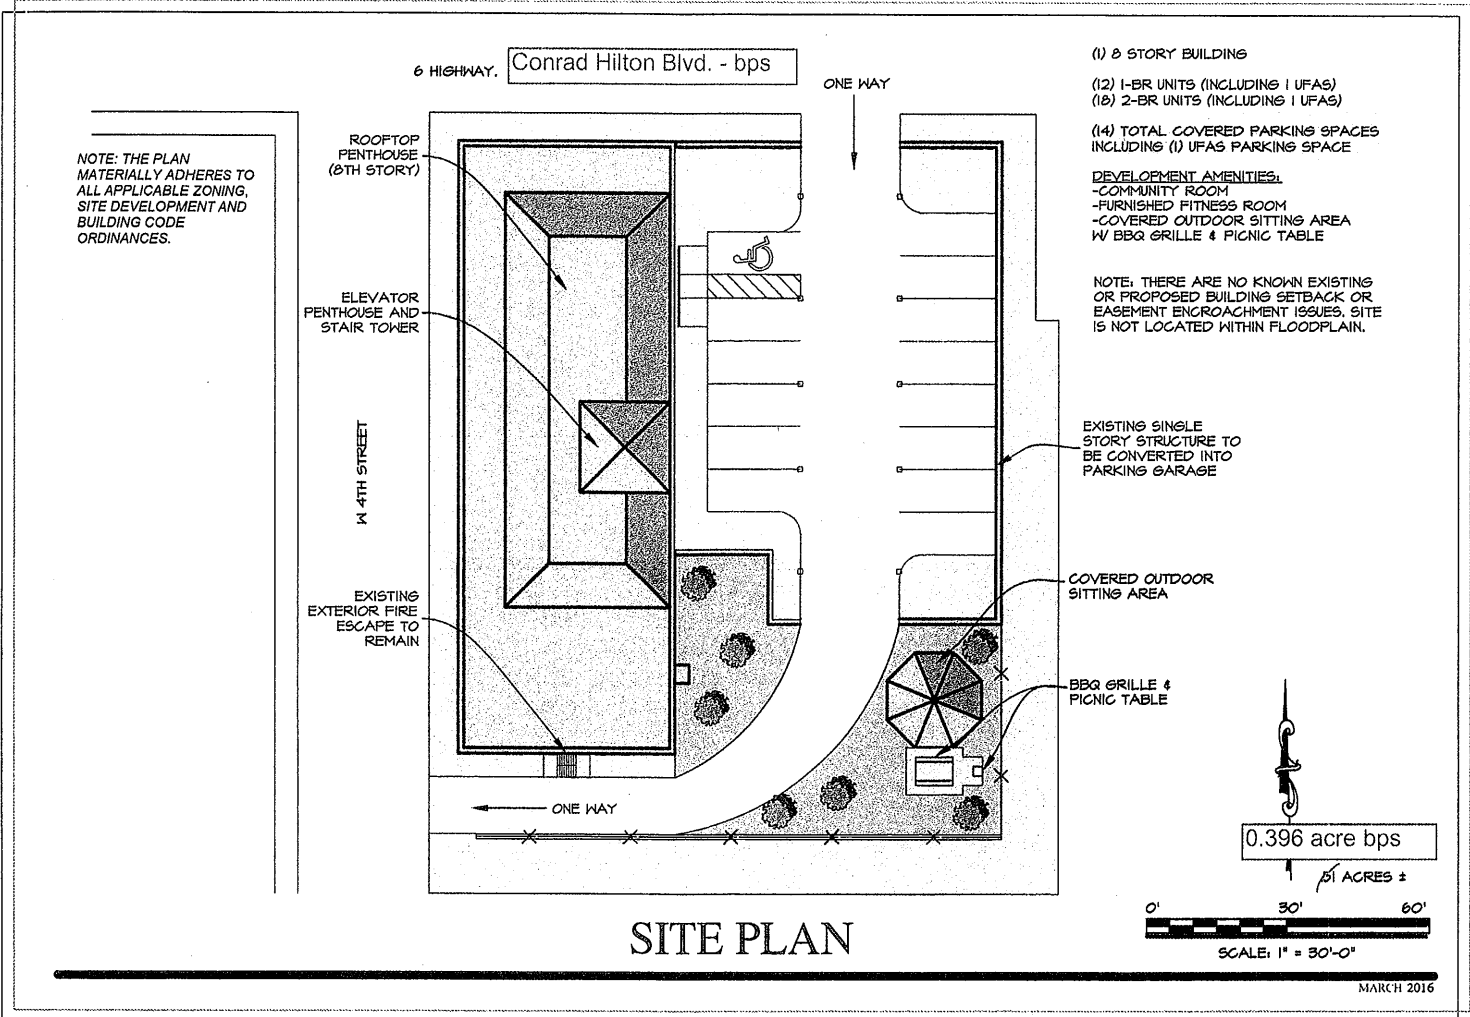 6 HIGHWAY.
Conrad Hilton Blvd. - bps
ONE WAY
(1) 8 STORY BUILDING
(12) 1-BR UNITS (INCLUDING 1 UFAS)
(18) 2-BR UNITS (INCLUDING 1 UFAS)
(14) TOTAL COVERED PARKING SPACES
INCLUDING (1) UFAS PARKING SPACE
DEVELOPMENT AMENITIES:
-COMMUNITY ROOM
-FURNISHED FITNESS ROOM
-COVERED OUTDOOR SITTING AREA
W/ BBQ GRILLE & PICNIC TABLE
NOTE: THERE ARE NO KNOWN EXISTING
OR PROPOSED BUILDING SETBACK OR
EASEMENT ENCROACHMENT ISSUES. SITE
IS NOT LOCATED WITHIN FLOODPLAIN.
NOTE: THE PLAN
MATERIALLY ADHERES TO
ALL APPLICABLE ZONING,
SITE DEVELOPMENT AND
BUILDING CODE
ORDINANCES.
ROOFTOP
PENTHOUSE
(8TH STORY)
ELEVATOR
PENTHOUSE AND
STAIR TOWER
W 4TH STREET
EXISTING
EXTERIOR FIRE
ESCAPE TO
REMAIN
EXISTING SINGLE
STORY STRUCTURE TO
BE CONVERTED INTO
PARKING GARAGE
COVERED OUTDOOR
SITTING AREA
BBQ GRILLE &
PICNIC TABLE
ONE WAY
0.396 acre bps
.51 ACRES ±
0' 30' 60'
SCALE: 1" = 30'-0"
SITE PLAN
MARCH 2016